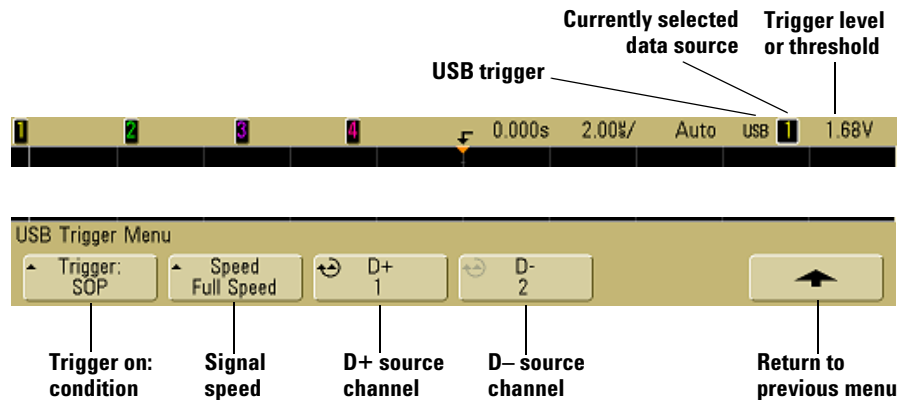 Currently selected
data source
Trigger level
or threshold
USB trigger
1 2 3 4 0.000s 2.00㎲/ Auto USB 1 1.68V
USB Trigger Menu
Trigger:
SOP
Speed
Full Speed
D+
1
D-
2
Trigger on:
condition
Signal
speed
D+ source
channel
D– source
channel
Return to
previous menu